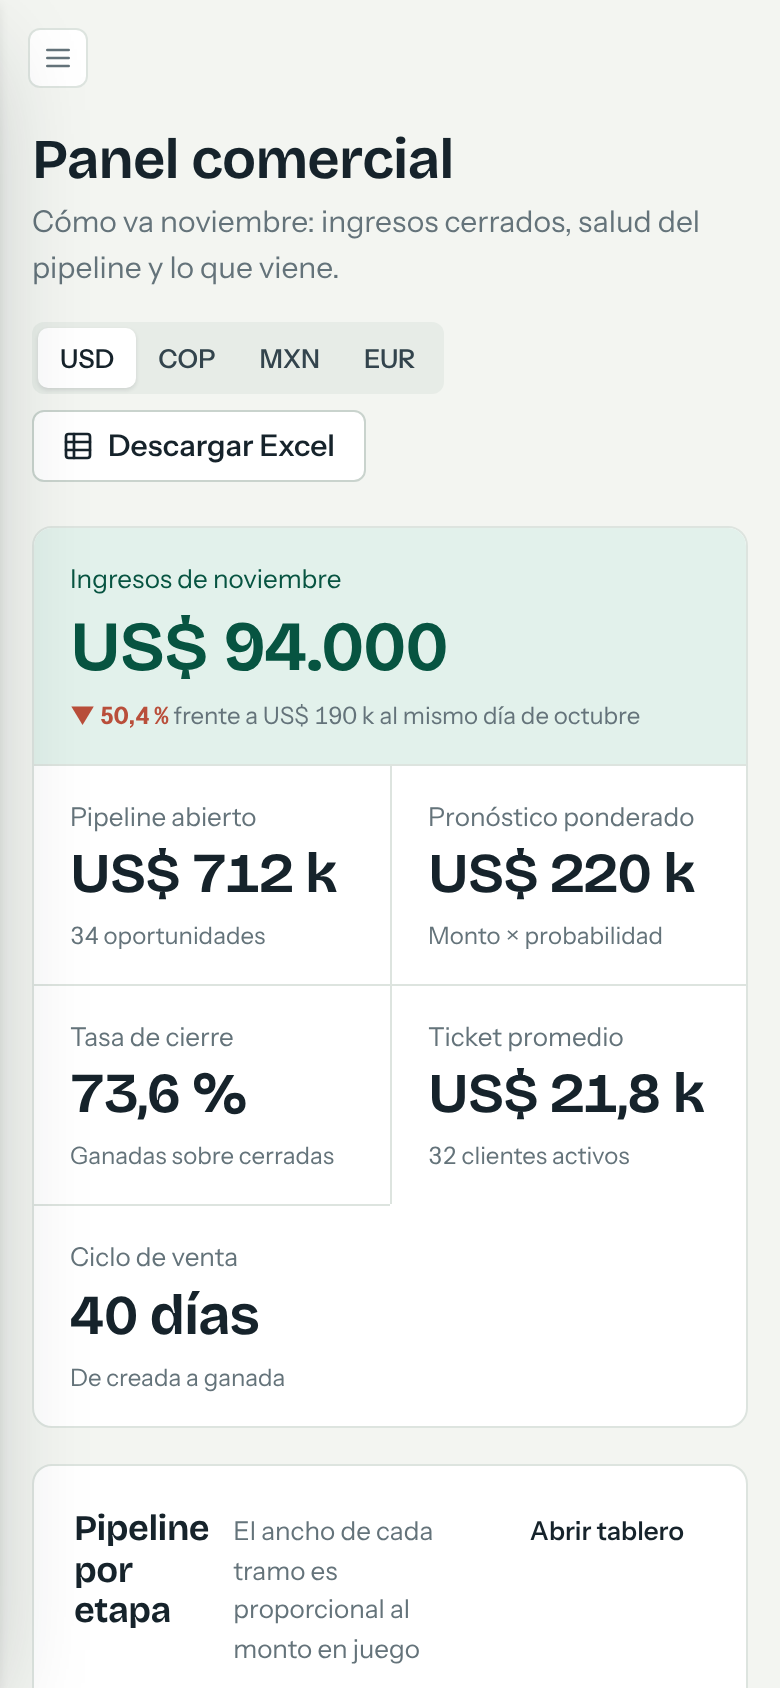 Panel comercial
Cómo va noviembre: ingresos cerrados, salud del
pipeline y lo que viene.
USD COP MXN EUR
Descargar Excel
Ingresos de noviembre
US$ 94.000
▼ 50,4 % frente a US$ 190 k al mismo día de octubre
Pipeline abierto
US$ 712 k
34 oportunidades
Pronóstico ponderado
US$ 220 k
Monto × probabilidad
Tasa de cierre
73,6 %
Ganadas sobre cerradas
Ticket promedio
US$ 21,8 k
32 clientes activos
Ciclo de venta
40 días
De creada a ganada
Pipeline
por
etapa
El ancho de cada
tramo es
proporcional al
monto en juego
Abrir tablero